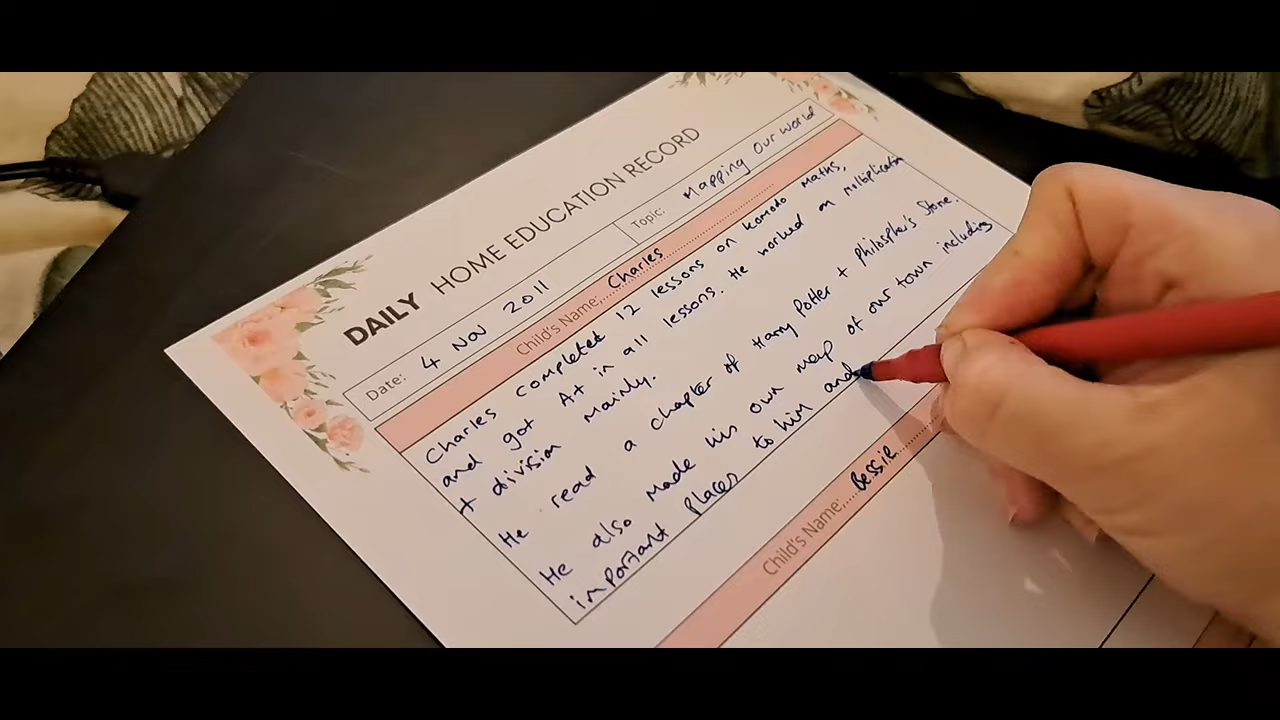 DAILY HOME EDUCATION RECORD
Date: 4 Nov 2011 Topic: Mapping Our World
Child's Name: Charles
Charles completed 12 lessons on komodo maths,
and got A+ in all lessons. He worked on multiplication
+ division mainly.
He read a chapter of Harry Potter + Philospher's Stone.
He also made his own map of our town including
important places to him and
Child's Name: Bessie